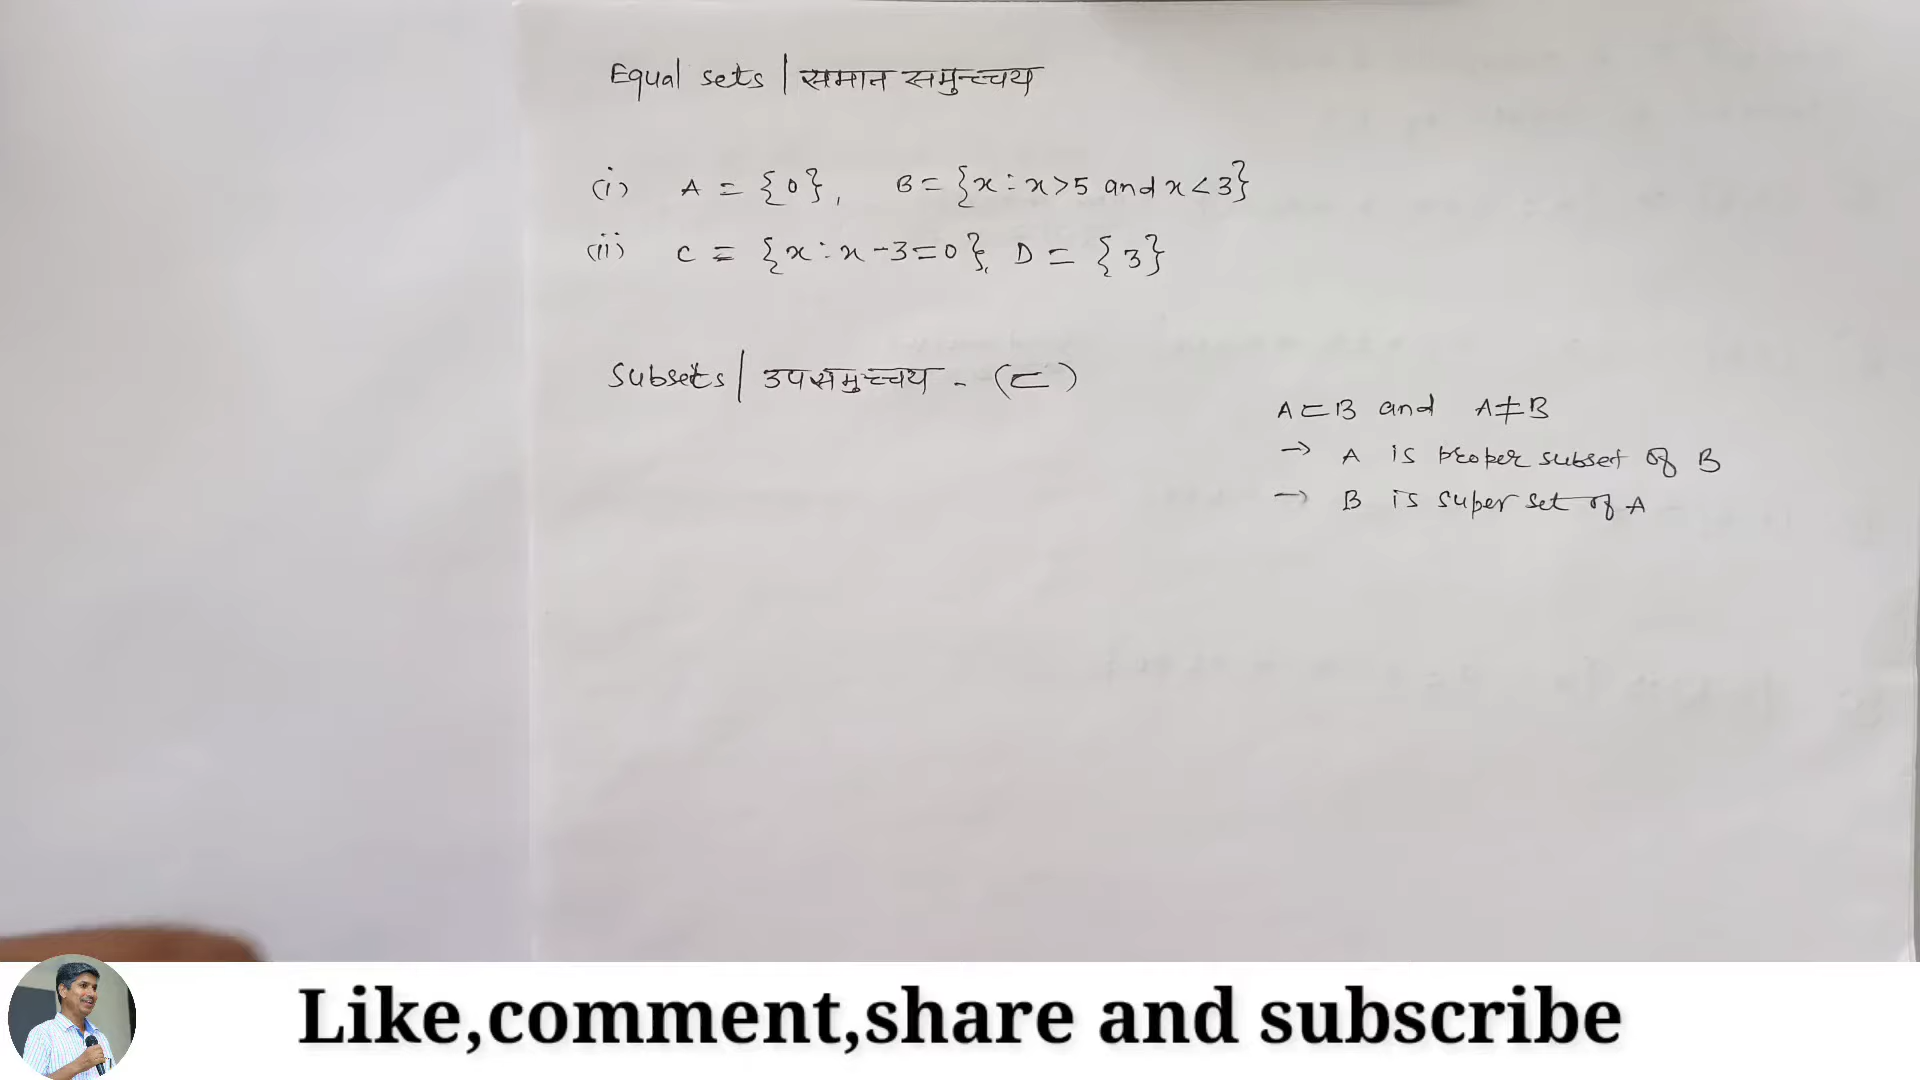 Equal sets | समान समुच्चय
(i) A = {0}, B = {x : x>5 and x<3}
(ii) C = {x : x-3=0}, D = {3}
Subsets | उपसमुच्चय - (⊂)
A⊂B and A≠B
→ A is proper subset of B
→ B is super set of A
Like,comment,share and subscribe